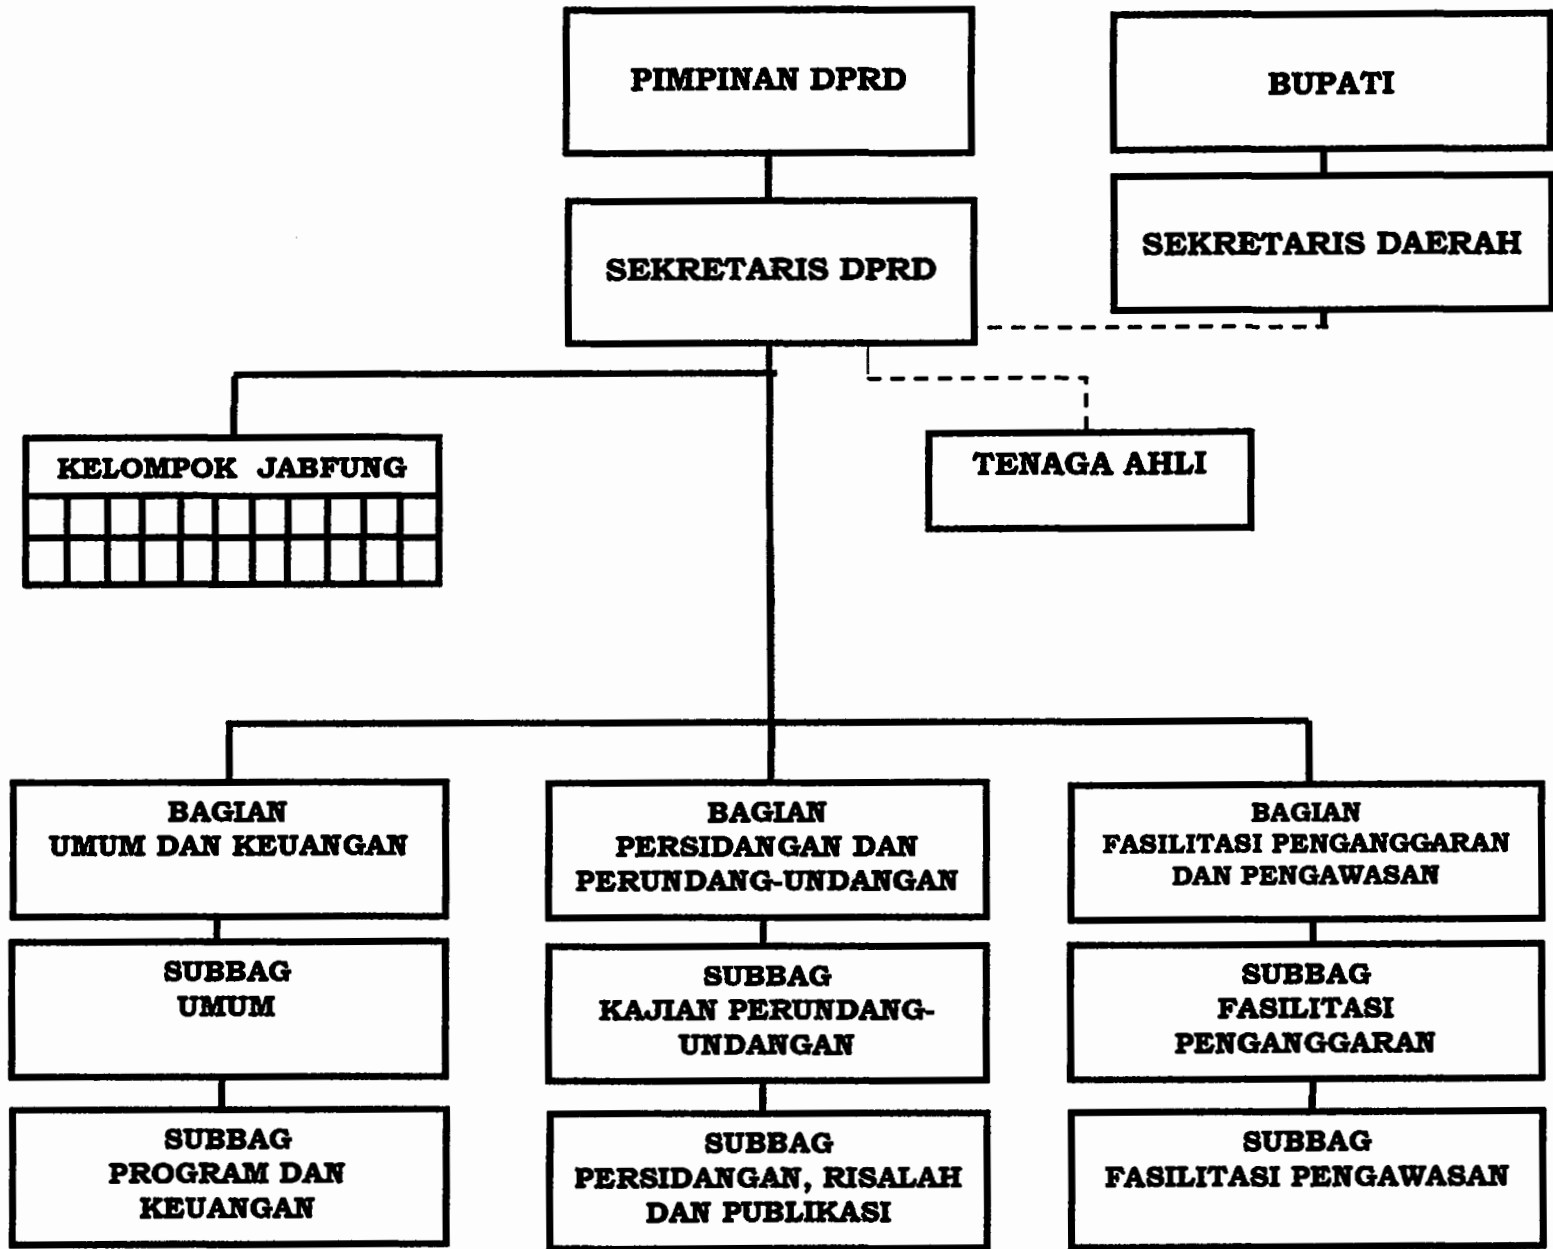 PIMPINAN DPRD
BUPATI
SEKRETARIS DPRD
SEKRETARIS DAERAH
KELOMPOK JABFUNG
TENAGA AHLI
BAGIAN
UMUM DAN KEUANGAN
BAGIAN
PERSIDANGAN DAN
PERUNDANG-UNDANGAN
BAGIAN
FASILITASI PENGANGGARAN
DAN PENGAWASAN
SUBBAG
UMUM
SUBBAG
KAJIAN PERUNDANG-
UNDANGAN
SUBBAG
FASILITASI
PENGANGGARAN
SUBBAG
PROGRAM DAN
KEUANGAN
SUBBAG
PERSIDANGAN, RISALAH
DAN PUBLIKASI
SUBBAG
FASILITASI PENGAWASAN